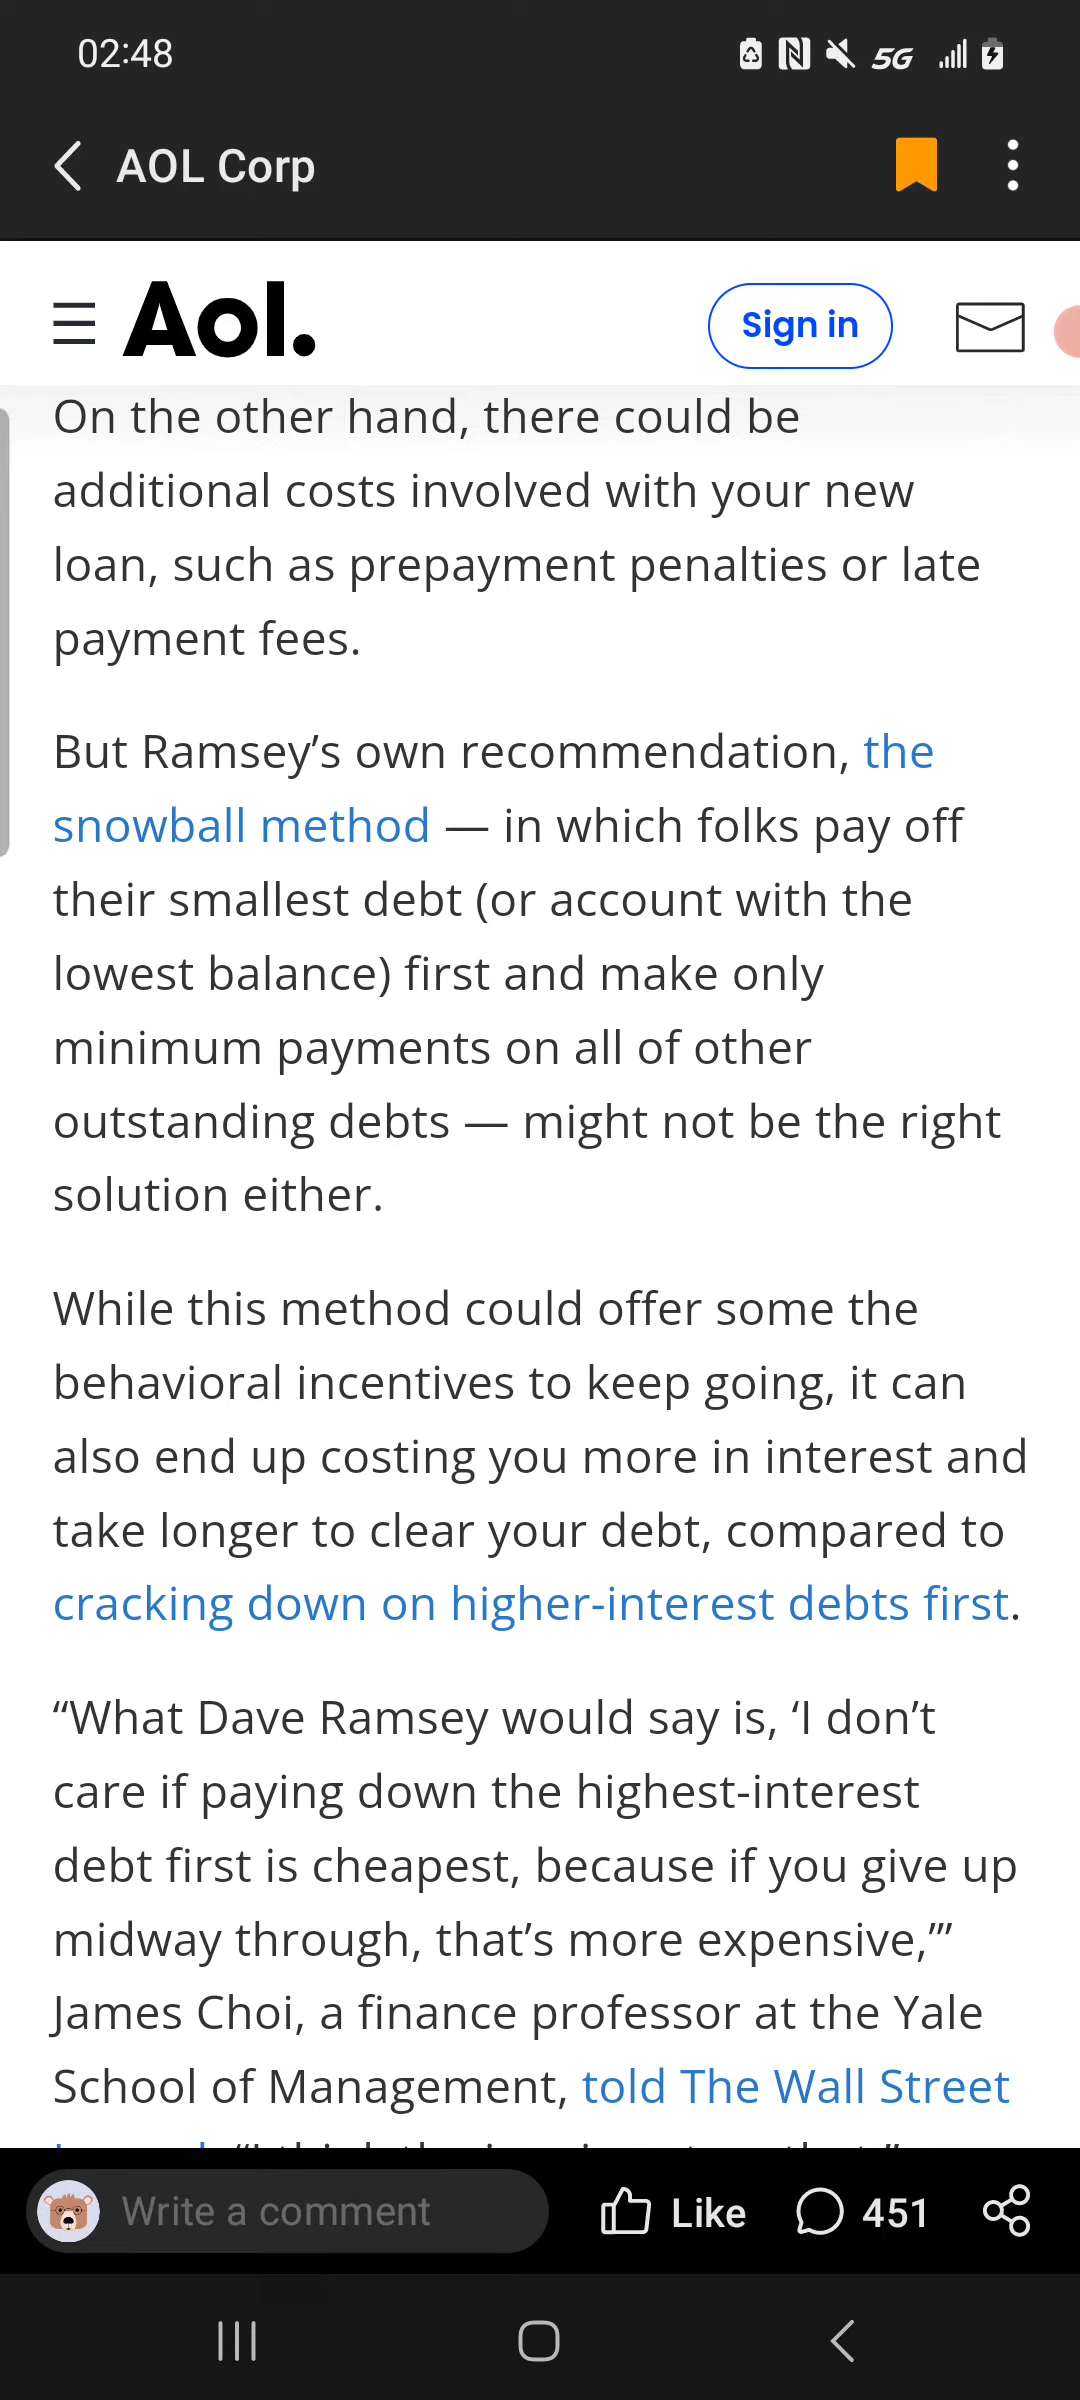 02:48
5G
AOL Corp
Aol.
Sign in
On the other hand, there could be
additional costs involved with your new
loan, such as prepayment penalties or late
payment fees.
But Ramsey’s own recommendation, the
snowball method — in which folks pay off
their smallest debt (or account with the
lowest balance) first and make only
minimum payments on all of other
outstanding debts — might not be the right
solution either.
While this method could offer some the
behavioral incentives to keep going, it can
also end up costing you more in interest and
take longer to clear your debt, compared to
cracking down on higher-interest debts first.
“What Dave Ramsey would say is, ‘I don’t
care if paying down the highest-interest
debt first is cheapest, because if you give up
midway through, that’s more expensive,’”
James Choi, a finance professor at the Yale
School of Management, told The Wall Street
Write a comment
Like
451